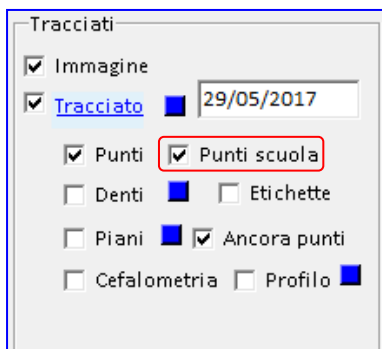 Tracciati
Immagine
Tracciato 29/05/2017
Punti Punti scuola
Denti Etichette
Piani Ancora punti
Cefalometria Profilo